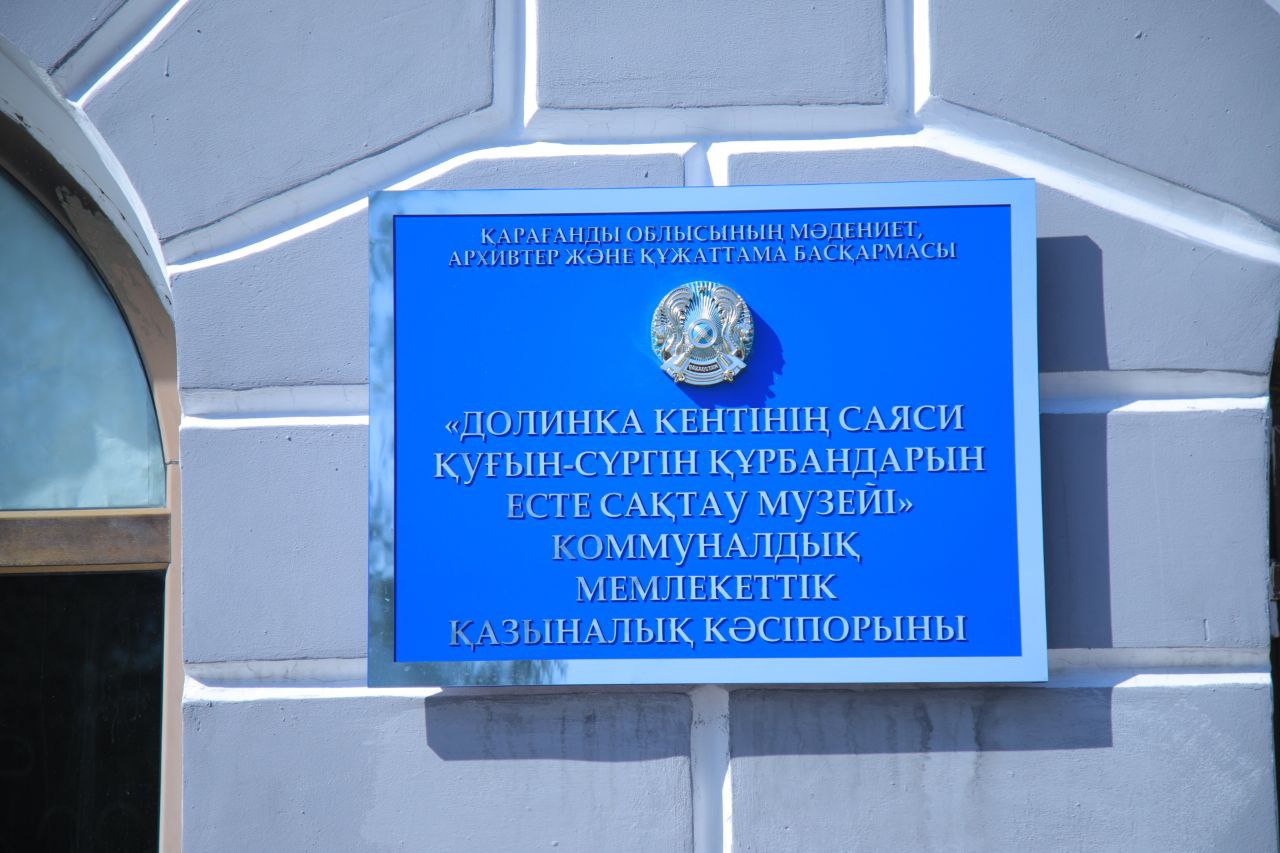 ҚАРАҒАНДЫ ОБЛЫСЫНЫҢ МӘДЕНИЕТ,
АРХИВТЕР ЖӘНЕ ҚҰЖАТТАМА БАСҚАРМАСЫ
QAZAQSTAN
«ДОЛИНКА КЕНТІНІҢ САЯСИ
ҚУҒЫН-СҮРГІН ҚҰРБАНДАРЫН
ЕСТЕ САҚТАУ МУЗЕЙІ»
КОММУНАЛДЫҚ
МЕМЛЕКЕТТІК
ҚАЗЫНАЛЫҚ КӘСІПОРЫНЫ